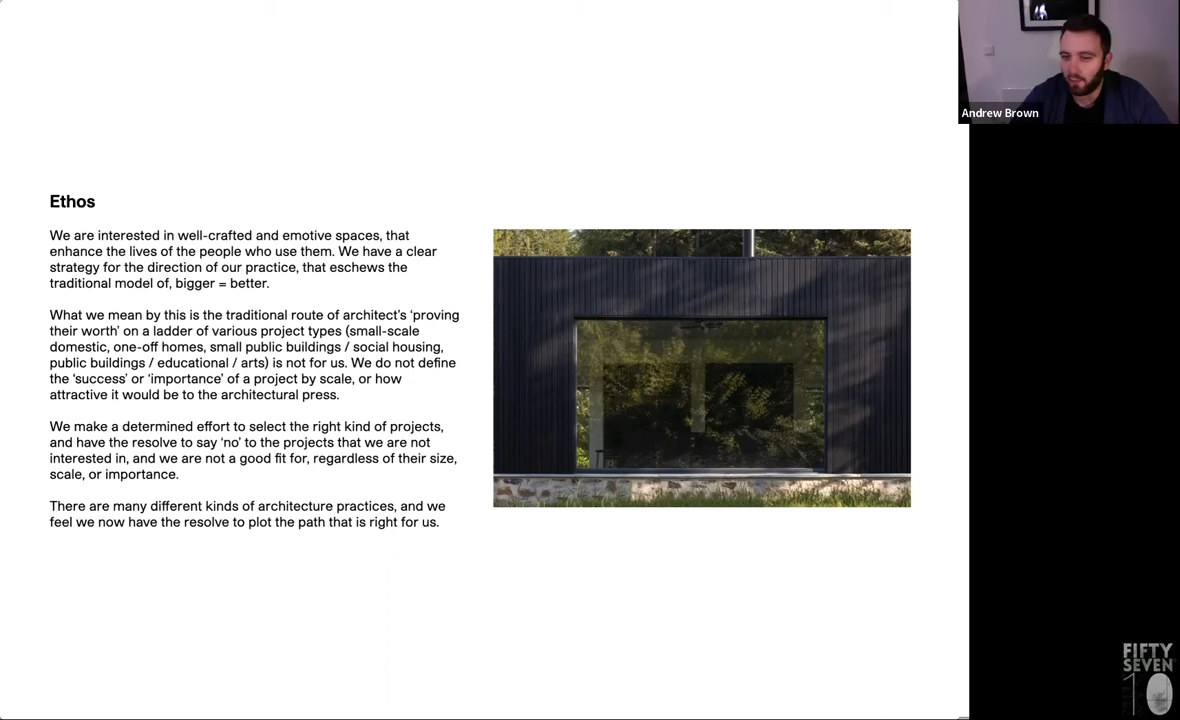 Ethos
We are interested in well-crafted and emotive spaces, that
enhance the lives of the people who use them. We have a clear
strategy for the direction of our practice, that eschews the
traditional model of, bigger = better.
What we mean by this is the traditional route of architect’s ‘proving
their worth’ on a ladder of various project types (small-scale
domestic, one-off homes, small public buildings / social housing,
public buildings / educational / arts) is not for us. We do not define
the ‘success’ or ‘importance’ of a project by scale, or how
attractive it would be to the architectural press.
We make a determined effort to select the right kind of projects,
and have the resolve to say ‘no’ to the projects that we are not
interested in, and we are not a good fit for, regardless of their size,
scale, or importance.
There are many different kinds of architecture practices, and we
feel we now have the resolve to plot the path that is right for us.
Andrew Brown
FIFTY
SEVEN
10